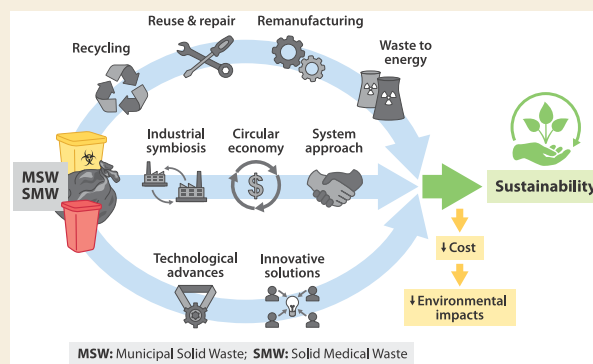 Reuse & repair
Remanufacturing
Recycling
Waste to
energy
Industrial
symbiosis
Circular
economy
System
approach
MSW
SMW
$
Sustainability
Technological
advances
Innovative
solutions
↓ Cost
↓ Environmental
impacts
MSW: Municipal Solid Waste; SMW: Solid Medical Waste